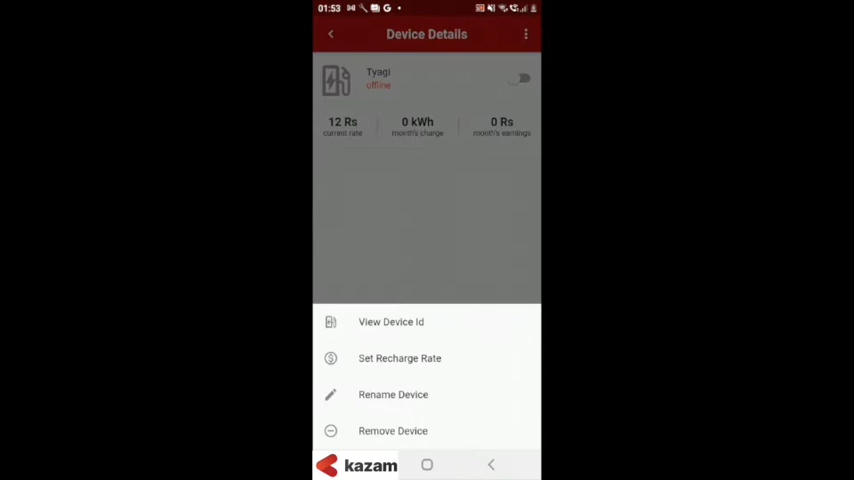 01:53
Device Details
Tyagi
offline
12 Rs
current rate
0 kWh
month's charge
0 Rs
month's earnings
View Device Id
Set Recharge Rate
Rename Device
Remove Device
kazam